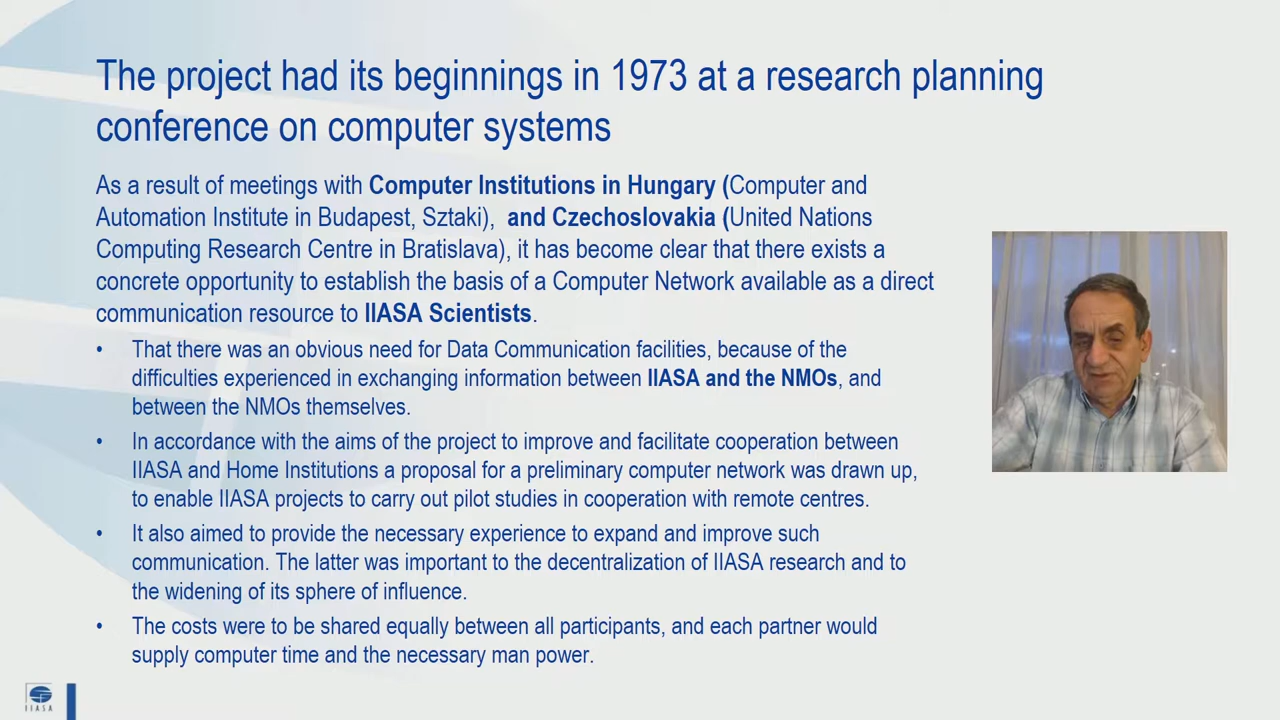 The project had its beginnings in 1973 at a research planning
conference on computer systems
As a result of meetings with Computer Institutions in Hungary (Computer and
Automation Institute in Budapest, Sztaki),  and Czechoslovakia (United Nations
Computing Research Centre in Bratislava), it has become clear that there exists a
concrete opportunity to establish the basis of a Computer Network available as a direct
communication resource to IIASA Scientists.
• That there was an obvious need for Data Communication facilities, because of the
difficulties experienced in exchanging information between IIASA and the NMOs, and
between the NMOs themselves.
• In accordance with the aims of the project to improve and facilitate cooperation between
IIASA and Home Institutions a proposal for a preliminary computer network was drawn up,
to enable IIASA projects to carry out pilot studies in cooperation with remote centres.
• It also aimed to provide the necessary experience to expand and improve such
communication. The latter was important to the decentralization of IIASA research and to
the widening of its sphere of influence.
• The costs were to be shared equally between all participants, and each partner would
supply computer time and the necessary man power.
IIASA